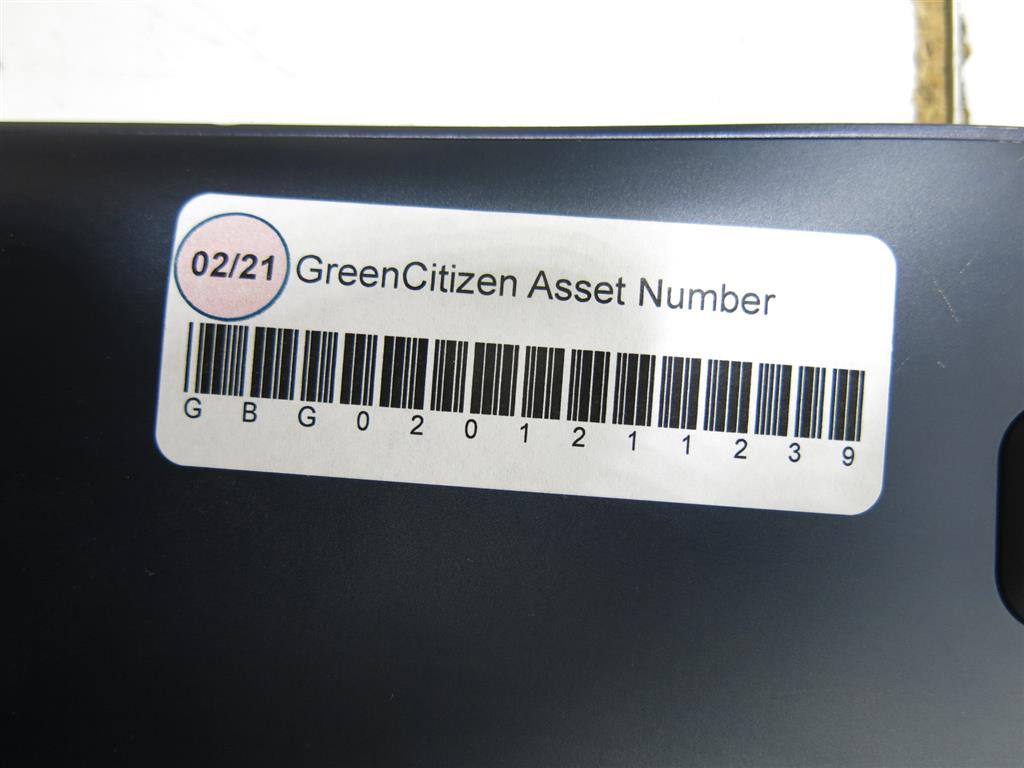 02/21 GreenCitizen Asset Number
G B G 0 2 0 1 2 1 1 2 3 9